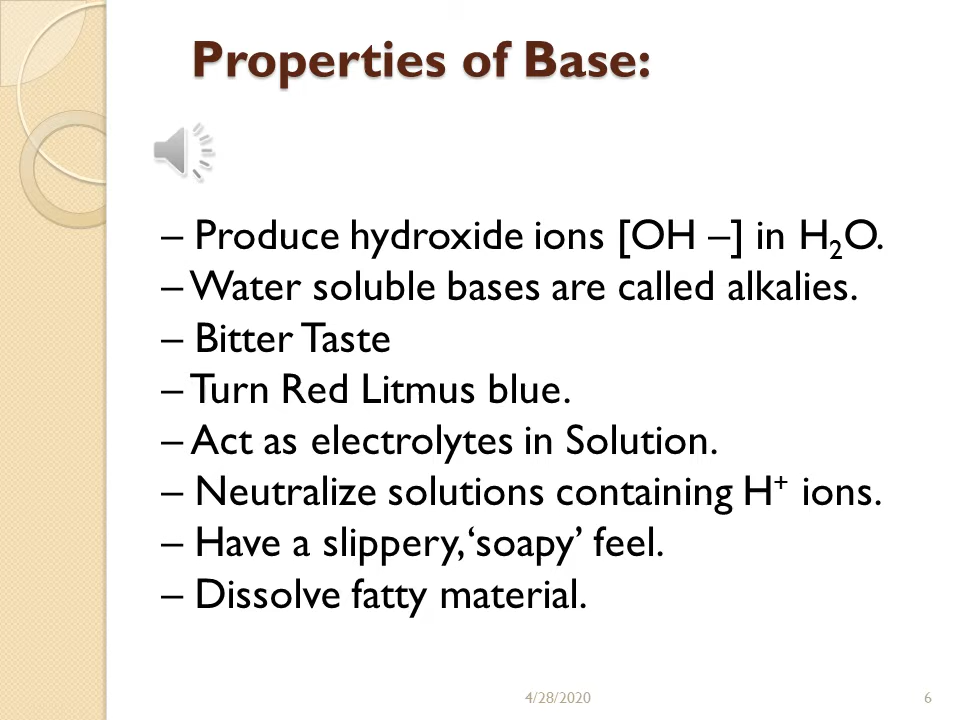 Properties of Base:
– Produce hydroxide ions [OH –] in H₂O.
– Water soluble bases are called alkalies.
– Bitter Taste
– Turn Red Litmus blue.
– Act as electrolytes in Solution.
– Neutralize solutions containing H⁺ ions.
– Have a slippery, ‘soapy’ feel.
– Dissolve fatty material.
4/28/2020
6